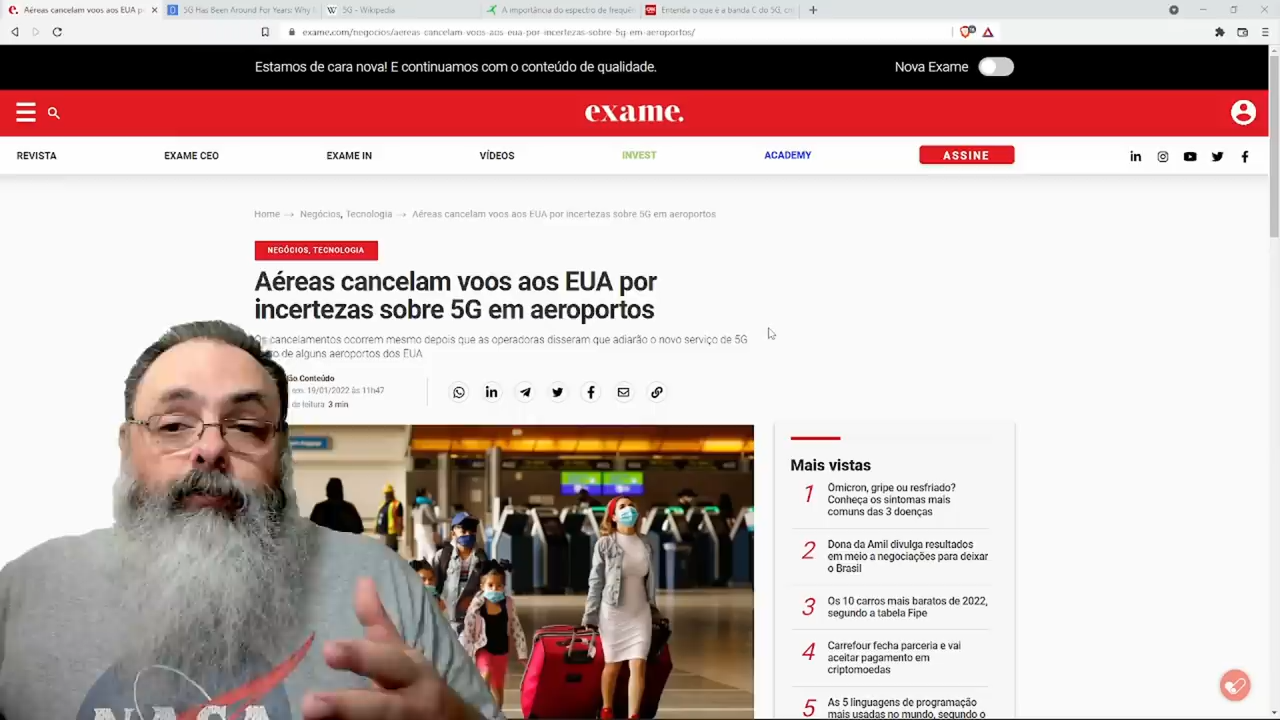 Aéreas cancelam voos aos EUA p
5G Has Been Around For Years: Why
5G - Wikipedia
A importância do espectro de frequên
Entenda o que é a banda C do 5G, cr
exame.com/negocios/aereas-cancelam-voos-aos-eua-por-incertezas-sobre-5g-em-aeroportos/
Estamos de cara nova! E continuamos com o conteúdo de qualidade.
Nova Exame
exame.
REVISTA
EXAME CEO
EXAME IN
VÍDEOS
INVEST
ACADEMY
ASSINE
Home → Negócios, Tecnologia → Aéreas cancelam voos aos EUA por incertezas sobre 5G em aeroportos
NEGÓCIOS, TECNOLOGIA
Aéreas cancelam voos aos EUA por
incertezas sobre 5G em aeroportos
cancelamentos ocorrem mesmo depois que as operadoras disseram que adiarão o novo serviço de 5G
de alguns aeroportos dos EUA
Conteúdo
em: 19/01/2022 às 11h47
de leitura: 3 min
Mais vistas
1
Ômicron, gripe ou resfriado?
Conheça os sintomas mais
comuns das 3 doenças
2
Dona da Amil divulga resultados
em meio a negociações para deixar
o Brasil
3
Os 10 carros mais baratos de 2022,
segundo a tabela Fipe
4
Carrefour fecha parceria e vai
aceitar pagamento em
criptomoedas
5
As 5 linguagens de programação
mais usadas no mundo, segundo o